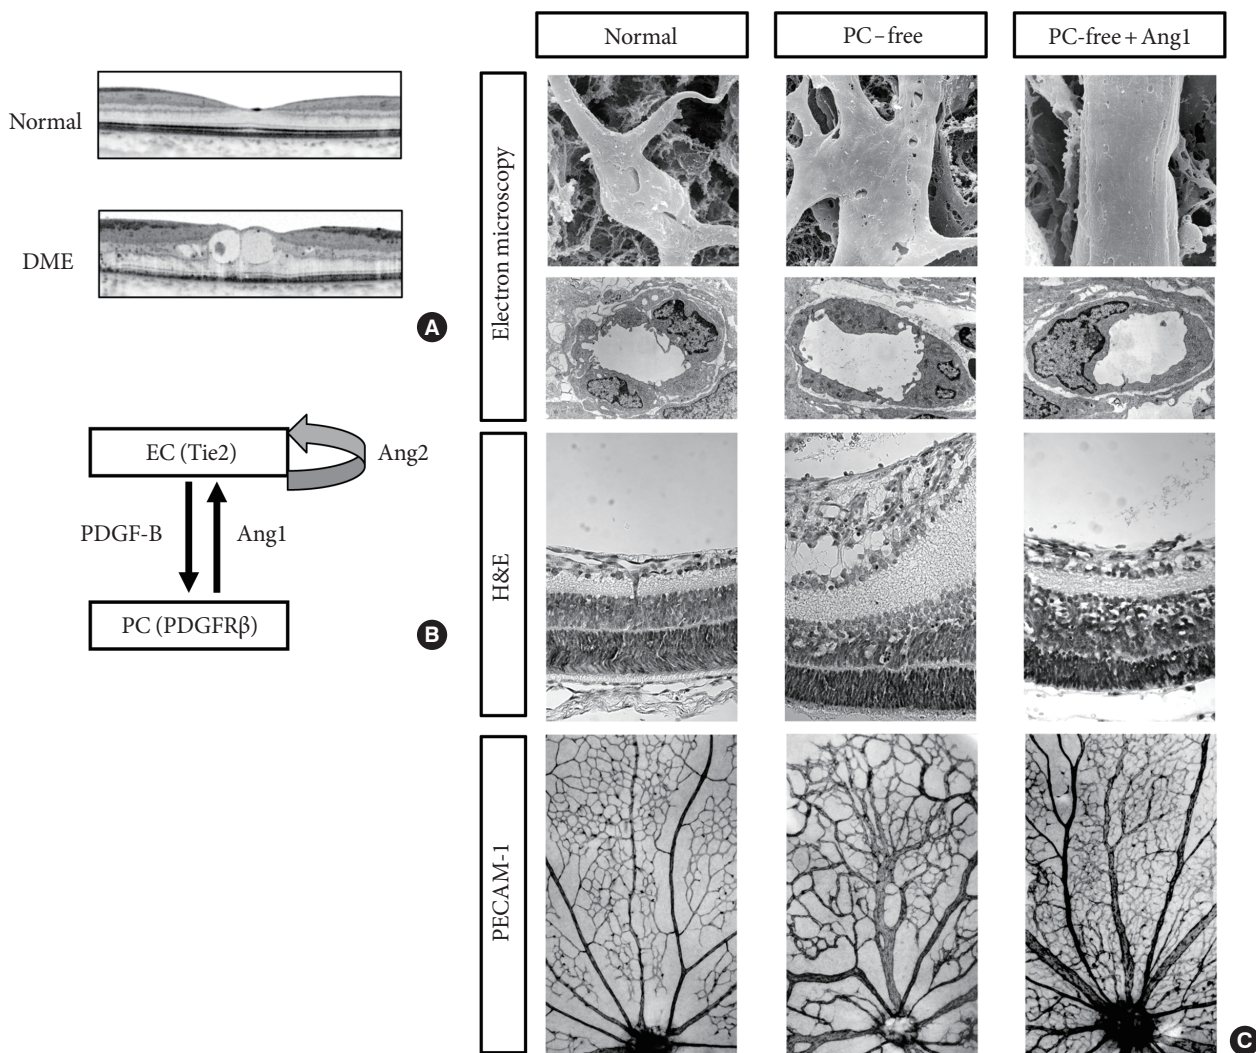 Normal
DME
A
EC (Tie2)
Ang2
PDGF-B
Ang1
PC (PDGFRβ)
B
Normal
PC–free
PC-free + Ang1
Electron microscopy
H&E
PECAM-1
C